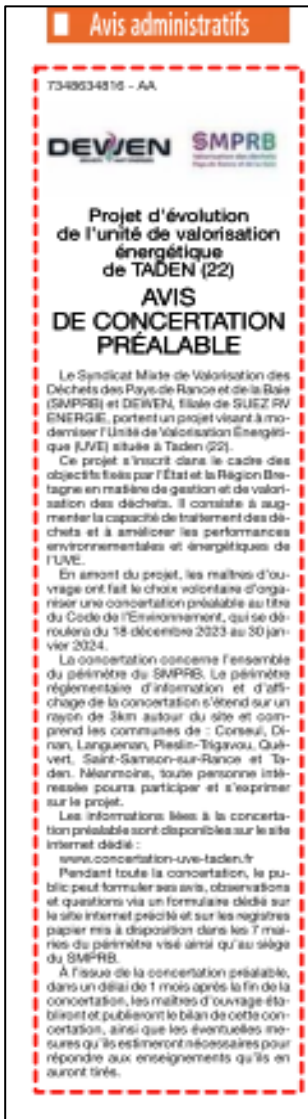 Avis administratifs
7348634816 - AA
DEWEN
SMPRB
Projet d'évolution
de l'unité de valorisation
énergétique
de TADEN (22)
AVIS
DE CONCERTATION
PRÉALABLE
Le Syndicat Mixte de Valorisation des
Déchets des Pays de Rance et de la Baie
(SMPRB) et DEWEN, filiale de SUEZ RV
ENERGIE, portent un projet visant à mo-
derniser l'Unité de Valorisation Énergéti-
que (UVE) située à Taden (22).
Ce projet s'inscrit dans le cadre des
objectifs fixés par l'État et la Région Bre-
tagne en matière de gestion et de valori-
sation des déchets. Il consiste à aug-
menter la capacité de traitement des dé-
chets et à améliorer les performances
environnementales et énergétiques de
l'UVE.
En amont du projet, les maîtres d'ou-
vrage ont fait le choix volontaire d'orga-
niser une concertation préalable au titre
du Code de l'Environnement, qui se dé-
roulera du 18 décembre 2023 au 30 jan-
vier 2024.
La concertation concerne l'ensemble
du périmètre du SMPRB. Le périmètre
réglementaire d'information et d'affi-
chage de la concertation s'étend sur un
rayon de 3km autour du site et com-
prend les communes de : Corseul, Di-
nan, Languenan, Pleslin-Trigavou, Qué-
vert, Saint-Samson-sur-Rance et Ta-
den. Néanmoins, toute personne inté-
ressée pourra participer et s'exprimer
sur le projet.
Les informations liées à la concerta-
tion préalable sont disponibles sur le site
internet dédié :
www.concertation-uve-taden.fr
Pendant toute la concertation, le pu-
blic peut formuler ses avis, observations
et questions via un formulaire dédié sur
le site internet précité et sur les registres
papier mis à disposition dans les 7 mai-
ries du périmètre visé ainsi qu'au siège
du SMPRB.
À l'issue de la concertation préalable,
dans un délai de 1 mois après la fin de la
concertation, les maîtres d'ouvrage éta-
bliront et publieront le bilan de cette con-
certation, ainsi que les éventuelles me-
sures qu'ils estimeront nécessaires pour
répondre aux enseignements qu'ils en
auront tirés.